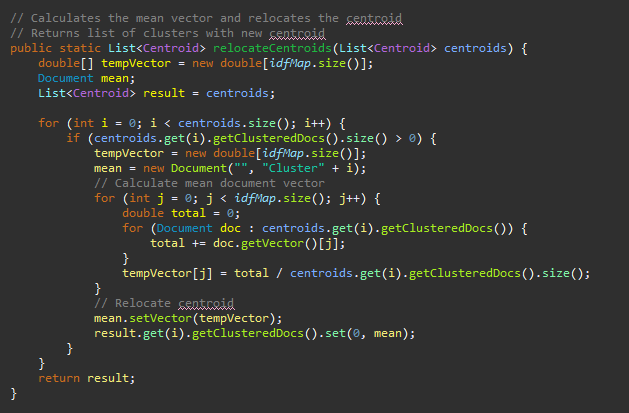 // Calculates the mean vector and relocates the centroid
// Returns list of clusters with new centroid
public static List<Centroid> relocateCentroids(List<Centroid> centroids) {
    double[] tempVector = new double[idfMap.size()];
    Document mean;
    List<Centroid> result = centroids;

    for (int i = 0; i < centroids.size(); i++) {
        if (centroids.get(i).getClusteredDocs().size() > 0) {
            tempVector = new double[idfMap.size()];
            mean = new Document("", "Cluster" + i);
            // Calculate mean document vector
            for (int j = 0; j < idfMap.size(); j++) {
                double total = 0;
                for (Document doc : centroids.get(i).getClusteredDocs()) {
                    total += doc.getVector()[j];
                }
                tempVector[j] = total / centroids.get(i).getClusteredDocs().size();
            }
            // Relocate centroid
            mean.setVector(tempVector);
            result.get(i).getClusteredDocs().set(0, mean);
        }
    }
    return result;
}